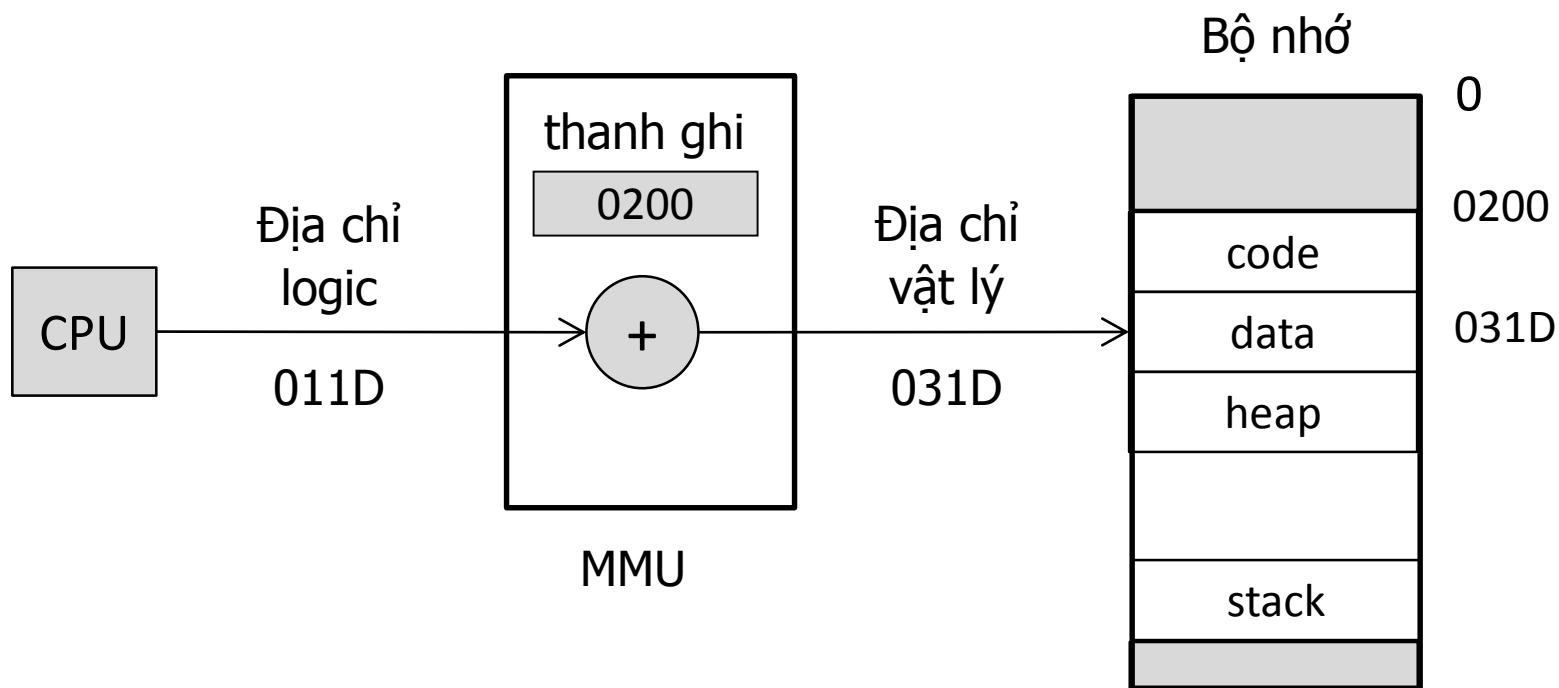 Bộ nhớ
0
thanh ghi
0200
0200
Địa chỉ
logic
Địa chỉ
vật lý
code
CPU
+
data
031D
011D
031D
heap
MMU
stack